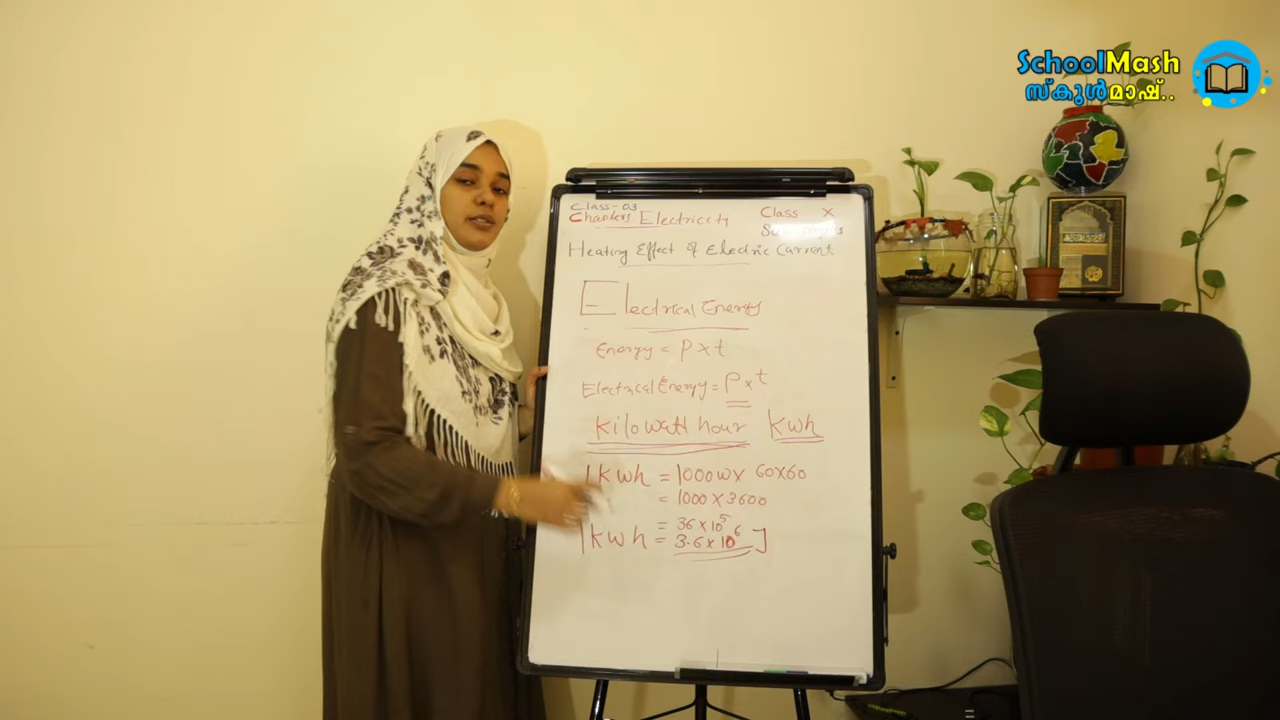 SchoolMash
സ്കൂൾമാഷ്..
Class-03
Electricity
Class X
Heating Effect of Electric Current
Electrical Energy
Energy = P x t
Electrical Energy = P x t
Kilowatt hour kwh
1 kwh = 1000w x 60x60
= 1000 x 3600
= 36 x 10⁵
1 kwh = 3.6 x 10⁶ J